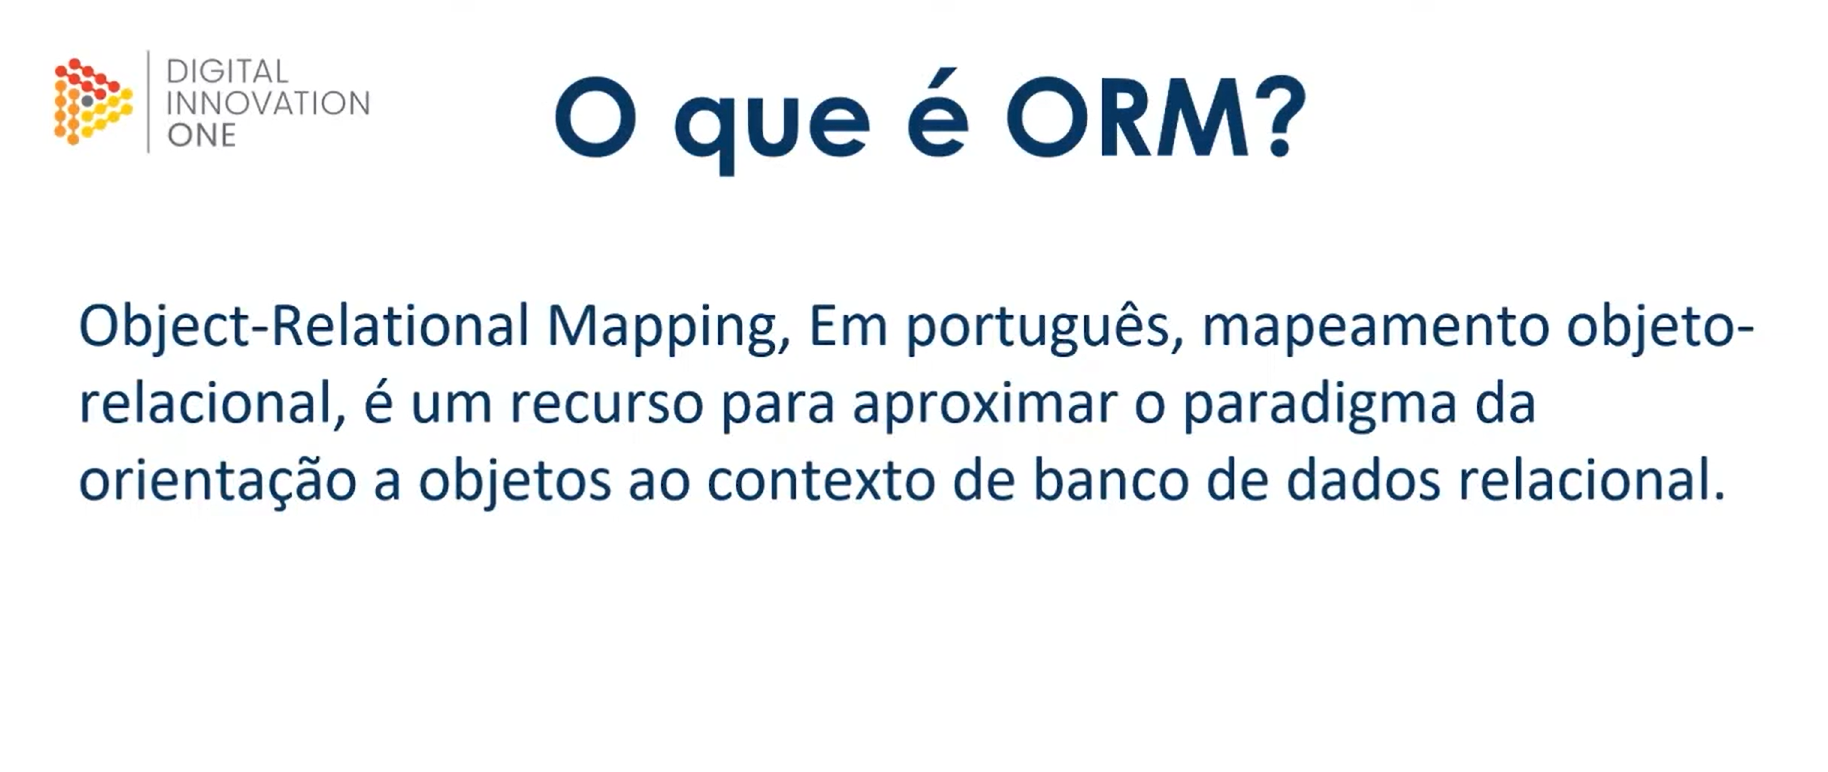 DIGITAL
INNOVATION
ONE
O que é ORM?
Object-Relational Mapping, Em português, mapeamento objeto-
relacional, é um recurso para aproximar o paradigma da
orientação a objetos ao contexto de banco de dados relacional.